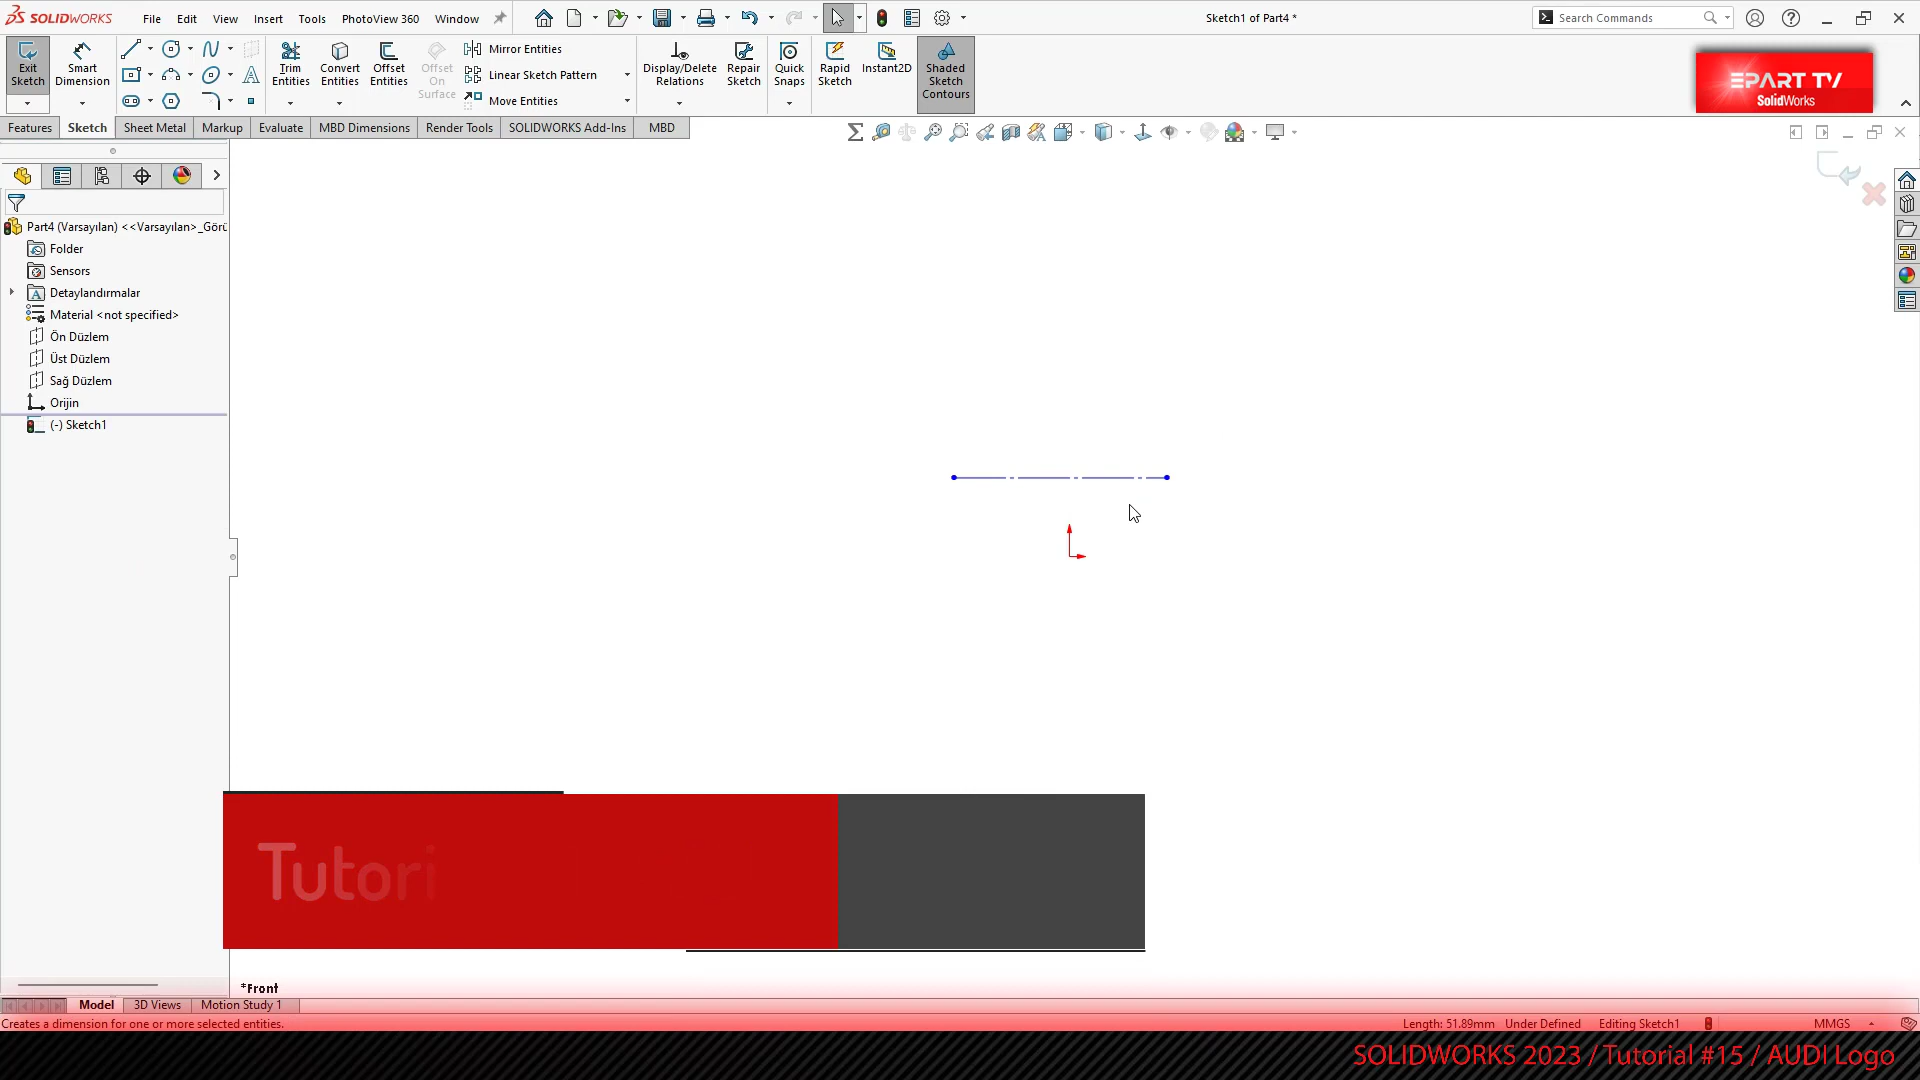 SOLIDWORKS File Edit View Insert Tools PhotoView 360 Window Sketch1 of Part4 * Search Commands
Exit Sketch
Smart Dimension
Trim Entities
Convert Entities
Offset Entities
Offset On Surface
Mirror Entities
Linear Sketch Pattern
Move Entities
Display/Delete Relations
Repair Sketch
Quick Snaps
Rapid Sketch
Instant2D
Shaded Sketch Contours
EPART TV
SolidWorks
Features Sketch Sheet Metal Markup Evaluate MBD Dimensions Render Tools SOLIDWORKS Add-Ins MBD
Part4 (Varsayılan) <<Varsayılan>_Görü
Folder
Sensors
Detaylandırmalar
Material <not specified>
Ön Düzlem
Üst Düzlem
Sağ Düzlem
Orijin
(-) Sketch1
Tutori
*Front
Model 3D Views Motion Study 1
Creates a dimension for one or more selected entities. Length: 51.89mm Under Defined Editing Sketch1 MMGS
SOLIDWORKS 2023 / Tutorial #15 / AUDI Logo